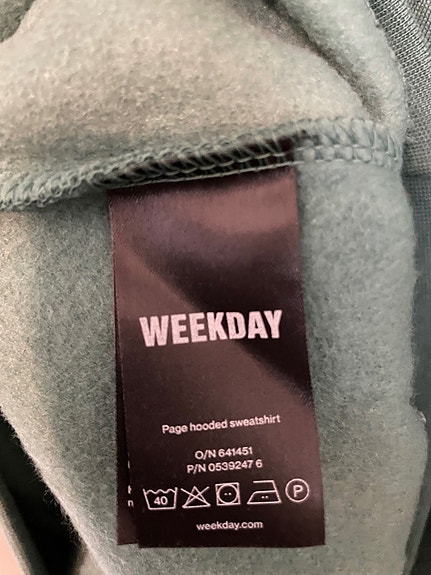 WEEKDAY
Page hooded sweatshirt
O/N 641451
P/N 0539247 6
40 P
weekday.com